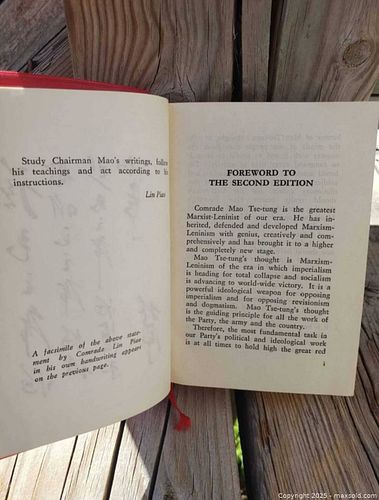 Study Chairman Mao's writings, follow
his teachings and act according to his
instructions.
Lin Piao
A facsimile of the above state-
ment by Comrade Lin Piao
in his own handwriting appears
on the previous page.
FOREWORD TO
THE SECOND EDITION
Comrade Mao Tse-tung is the greatest
Marxist-Leninist of our era. He has in-
herited, defended and developed Marxism-
Leninism with genius, creatively and com-
prehensively and has brought it to a higher
and completely new stage.
Mao Tse-tung's thought is Marxism-
Leninism of the era in which imperialism
is heading for total collapse and socialism
is advancing to world-wide victory. It is a
powerful ideological weapon for opposing
imperialism and for opposing revisionism
and dogmatism. Mao Tse-tung's thought
is the guiding principle for all the work of
the Party, the army and the country.
Therefore, the most fundamental task in
our Party's political and ideological work
is at all times to hold high the great red
i
Copyright 2025 - maxsold.com